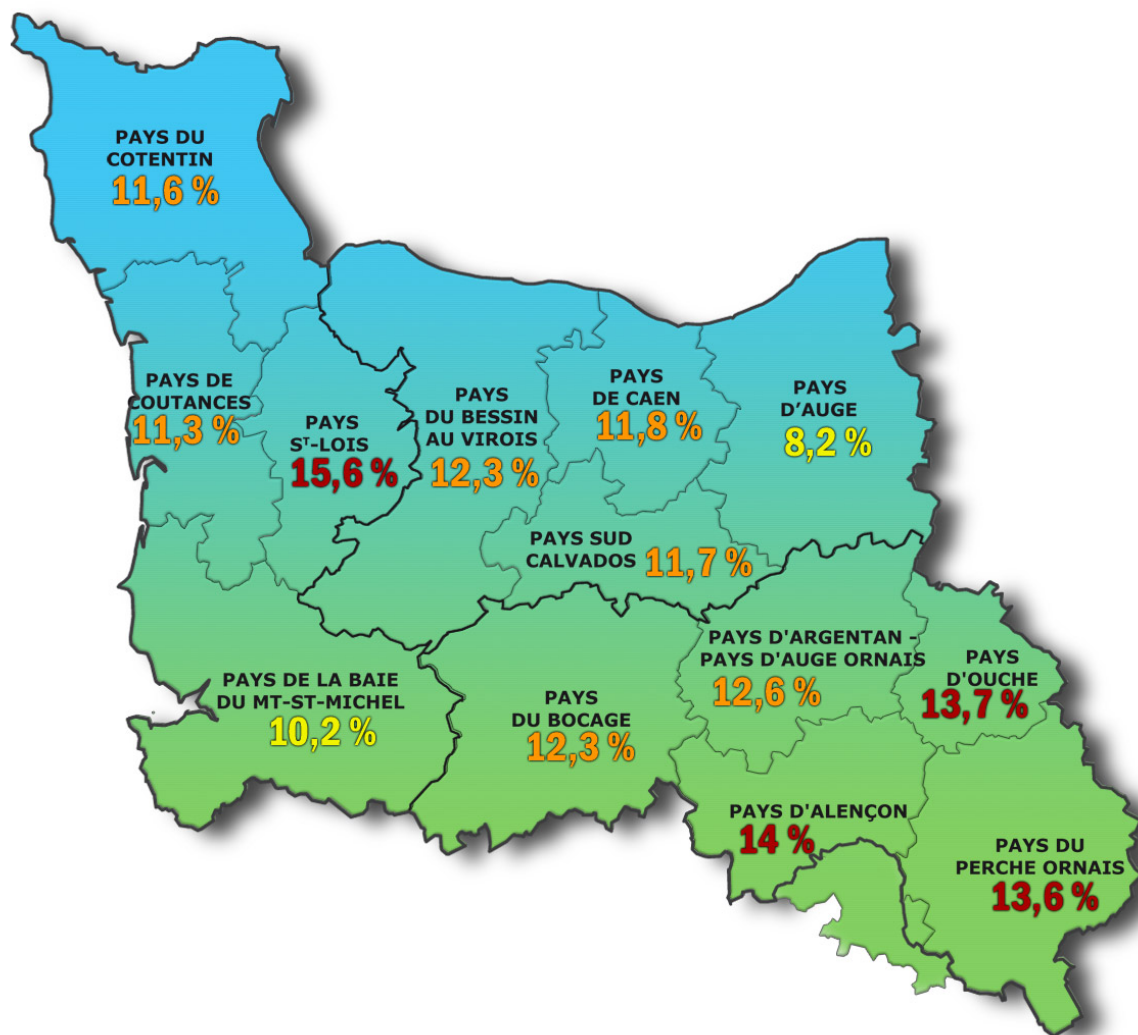 PAYS DU
COTENTIN
11,6 %
PAYS DE
COUTANCES
11,3 %
PAYS
Sᵀ-LOIS
15,6 %
PAYS
DU BESSIN
AU VIROIS
12,3 %
PAYS
DE CAEN
11,8 %
PAYS
D’AUGE
8,2 %
PAYS SUD
CALVADOS 11,7 %
PAYS DE LA BAIE
DU MT-ST-MICHEL
10,2 %
PAYS
DU BOCAGE
12,3 %
PAYS D'ARGENTAN -
PAYS D'AUGE ORNAIS
12,6 %
PAYS
D'OUCHE
13,7 %
PAYS D'ALENÇON
14 %
PAYS DU
PERCHE ORNAIS
13,6 %